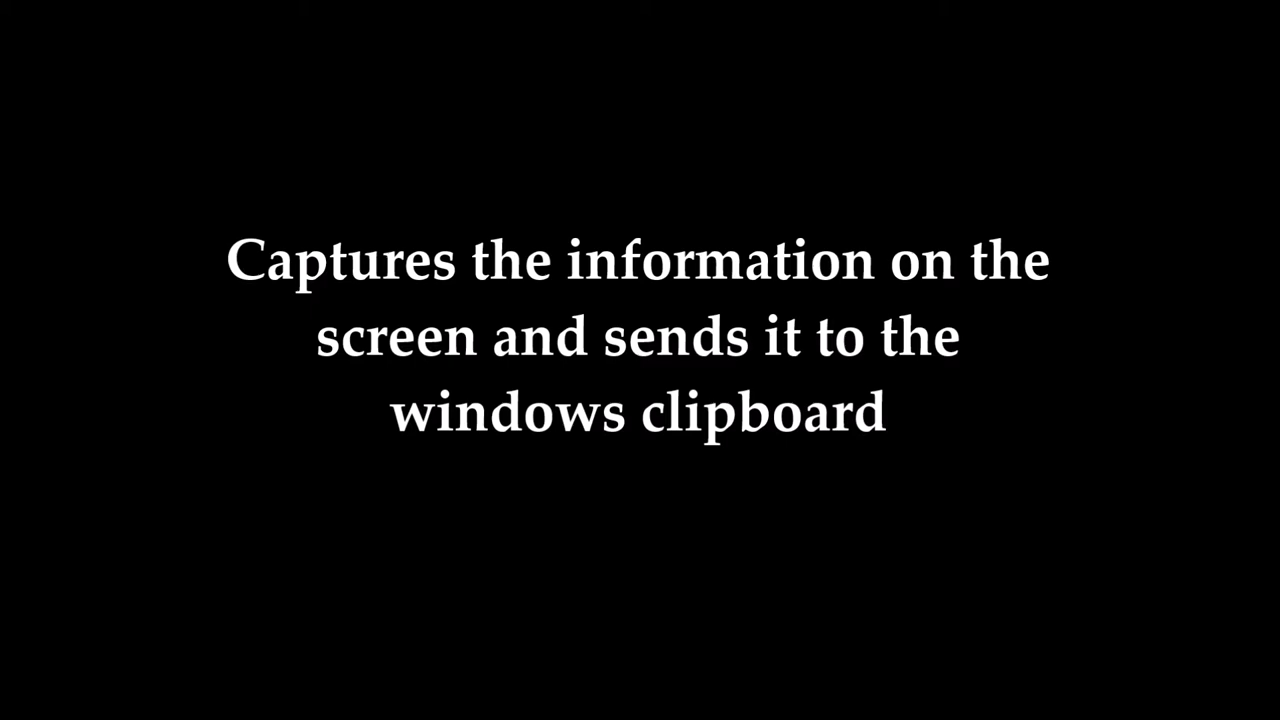 Captures the information on the
screen and sends it to the
windows clipboard